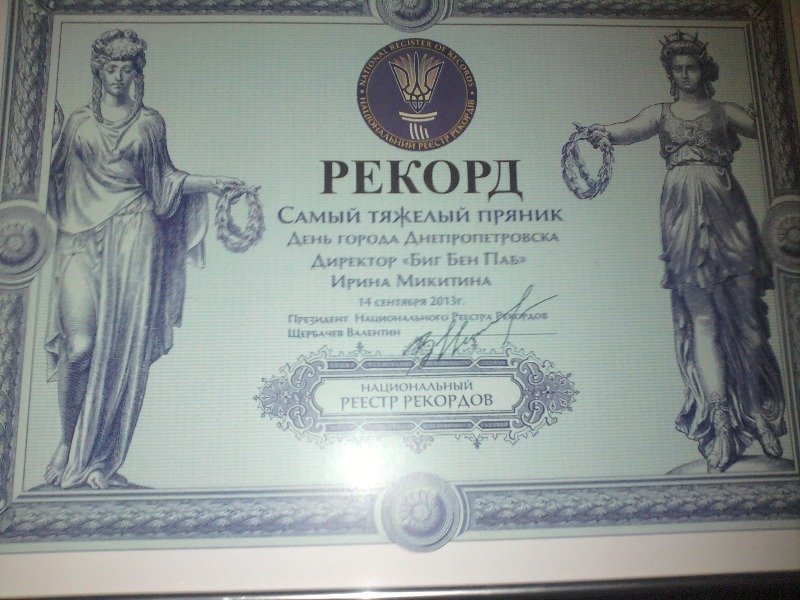 NATIONAL REGISTER OF RECORDS
НАЦІОНАЛЬНИЙ РЕЄСТР РЕКОРДІВ
РЕКОРД
Самый тяжелый пряник
День города Днепропетровска
Директор «Биг Бен Паб»
Ирина Микитина
14 сентября 2013г.
Президент Национального Реестра Рекордов
Щербачев Валентин
НАЦИОНАЛЬНЫЙ
РЕЕСТР РЕКОРДОВ